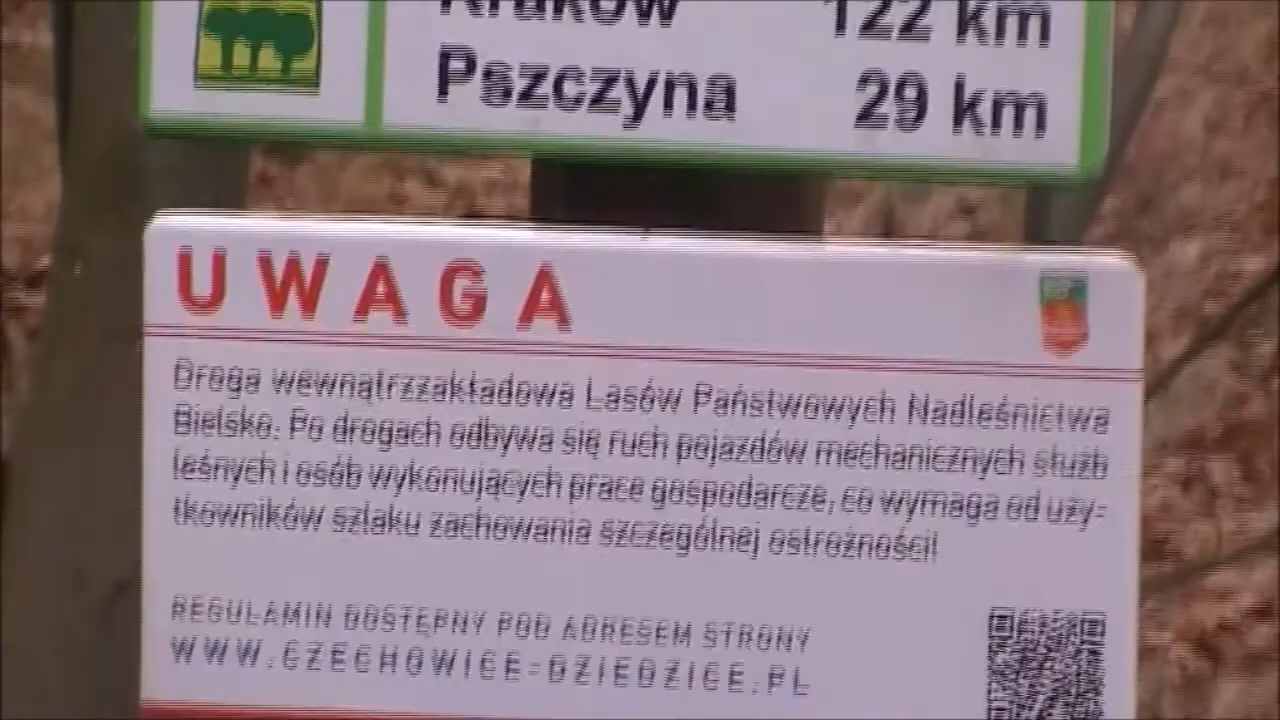 Kraków 122 km
Pszczyna 29 km
UWAGA
Droga wewnątrzzakładowa Lasów Państwowych Nadleśnictwa
Bielsko. Po drogach odbywa się ruch pojazdów mechanicznych służb
leśnych i osób wykonujących prace gospodarcze, co wymaga od uży-
tkowników szlaku zachowania szczególnej ostrożności!
REGULAMIN DOSTĘPNY POD ADRESEM STRONY
WWW.CZECHOWICE-DZIEDZICE.PL